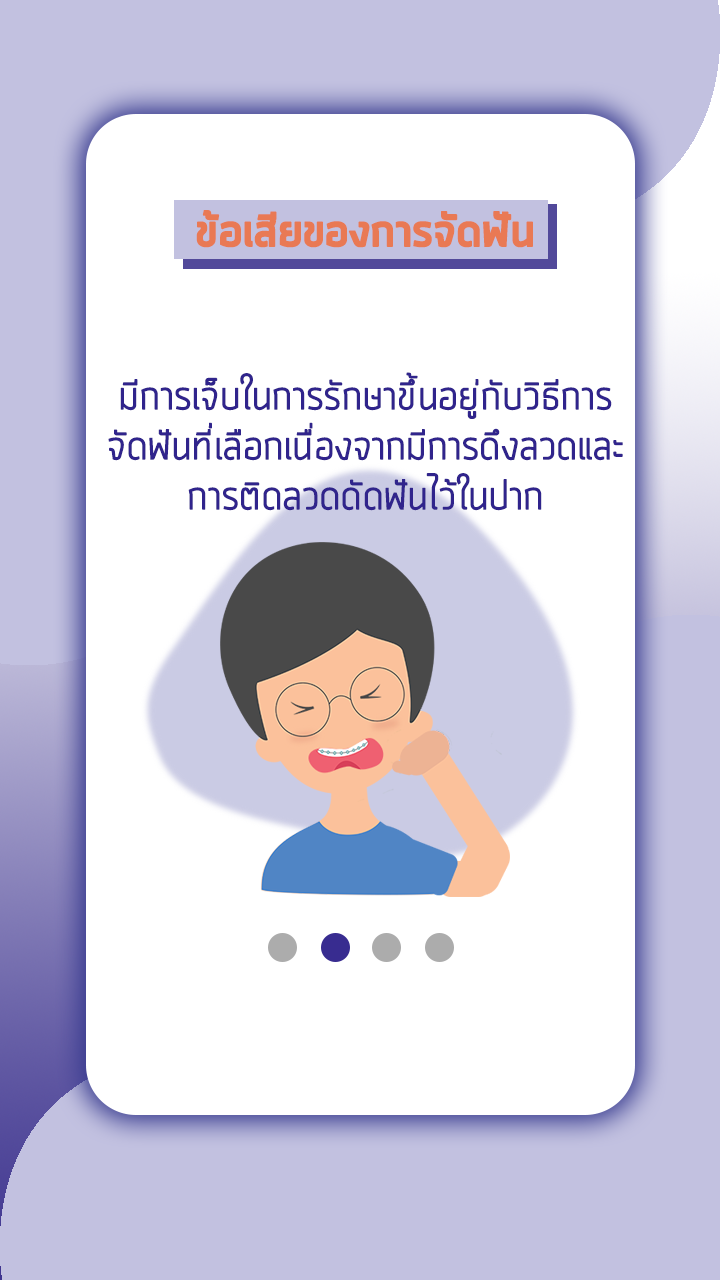 ข้อเสียของการจัดฟัน
มีการเจ็บในการรักษาขึ้นอยู่กับวิธีการ
จัดฟันที่เลือกเนื่องจากมีการดึงลวดและ
การติดลวดดัดฟันไว้ในปาก